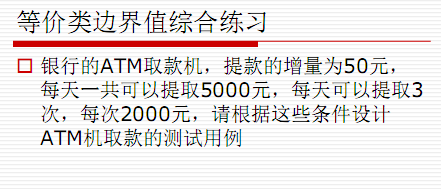 等价类边界值综合练习
银行的ATM取款机，提款的增量为50元，
每天一共可以提取5000元，每天可以提取3
次，每次2000元，请根据这些条件设计
ATM机取款的测试用例